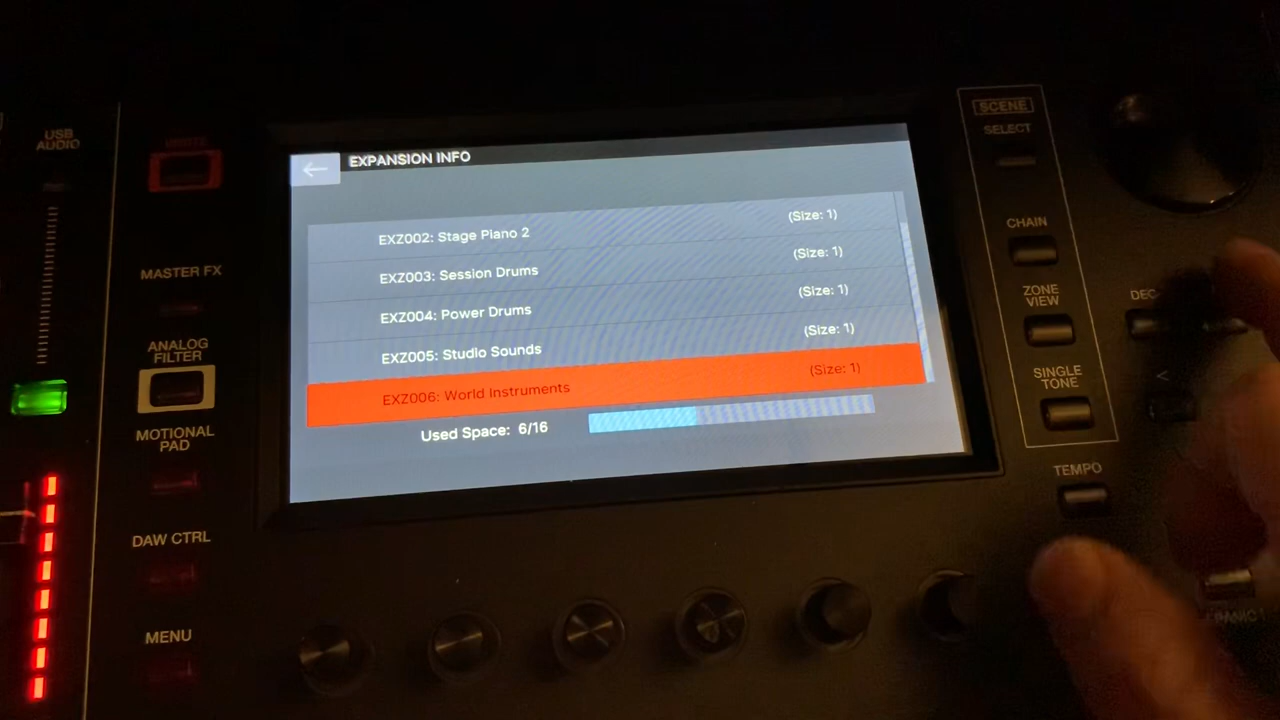 USB
AUDIO
MASTER FX
ANALOG
FILTER
MOTIONAL
PAD
DAW CTRL
MENU
←
EXPANSION INFO
EXZ002: Stage Piano 2 (Size: 1)
EXZ003: Session Drums (Size: 1)
EXZ004: Power Drums (Size: 1)
EXZ005: Studio Sounds (Size: 1)
EXZ006: World Instruments (Size: 1)
Used Space: 6/16
SCENE
SELECT
CHAIN
ZONE
VIEW
SINGLE
TONE
TEMPO
DEC
<
PANIC!